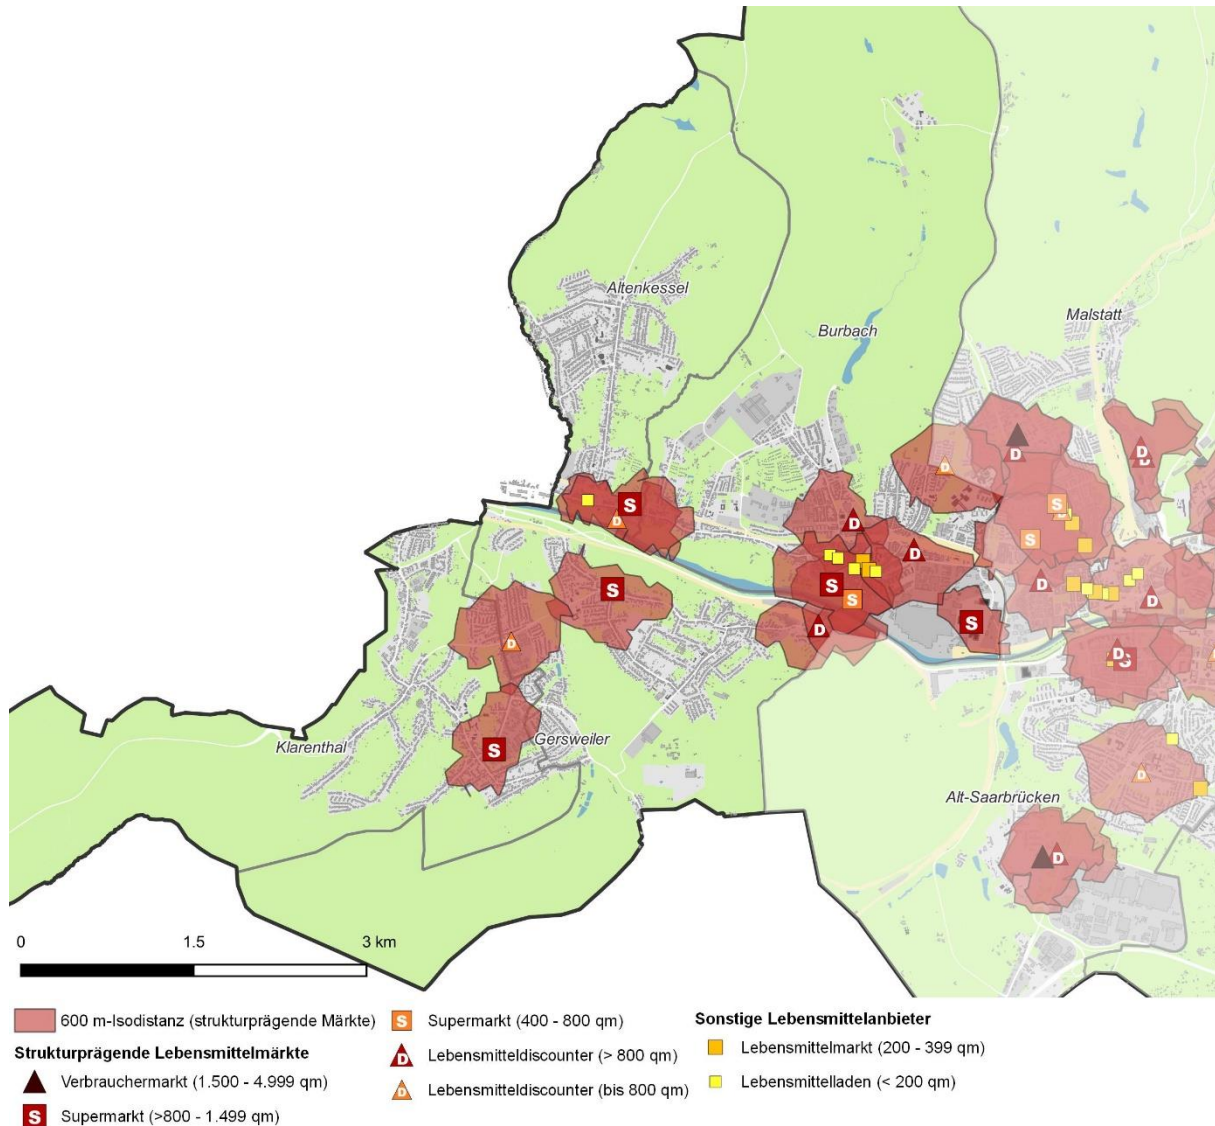 Altenkessel
Malstatt
Burbach
Klarenthal
Gersweiler
Alt-Saarbrücken
D
D
D
D
S
S
D
S
D
D
D
S
D
D
S
S
S
D
D
S
D
D
S
S
D
D
0 1.5 3 km
600 m-Isodistanz (strukturprägende Märkte)
Strukturprägende Lebensmittelmärkte
Verbrauchermarkt (1.500 - 4.999 qm)
S Supermarkt (>800 - 1.499 qm)
S Supermarkt (400 - 800 qm)
D Lebensmitteldiscounter (> 800 qm)
D Lebensmitteldiscounter (bis 800 qm)
Sonstige Lebensmittelanbieter
Lebensmittelmarkt (200 - 399 qm)
Lebensmittelladen (< 200 qm)